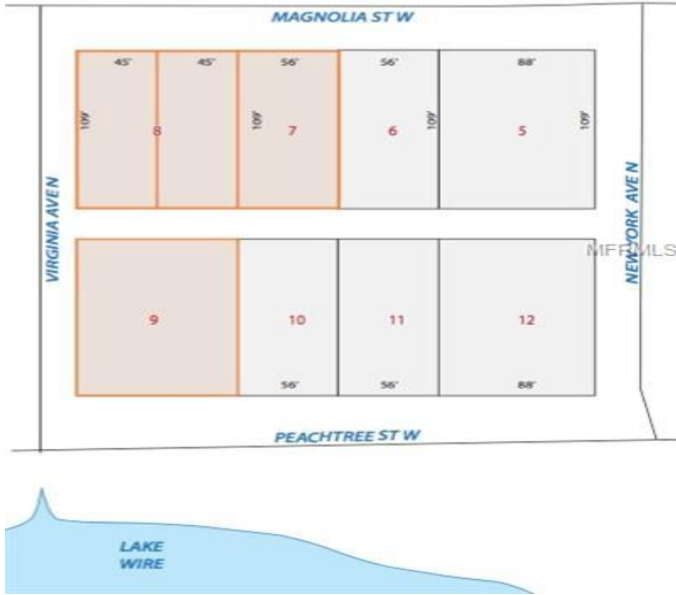 MAGNOLIA ST W
45'
45'
56'
56'
88'
109'
109'
109'
109'
8
7
6
5
VIRGINIA AVE N
NEW YORK AVE N
MFRMLS
9
10
11
12
56'
56'
88'
PEACHTREE ST W
LAKE
WIRE